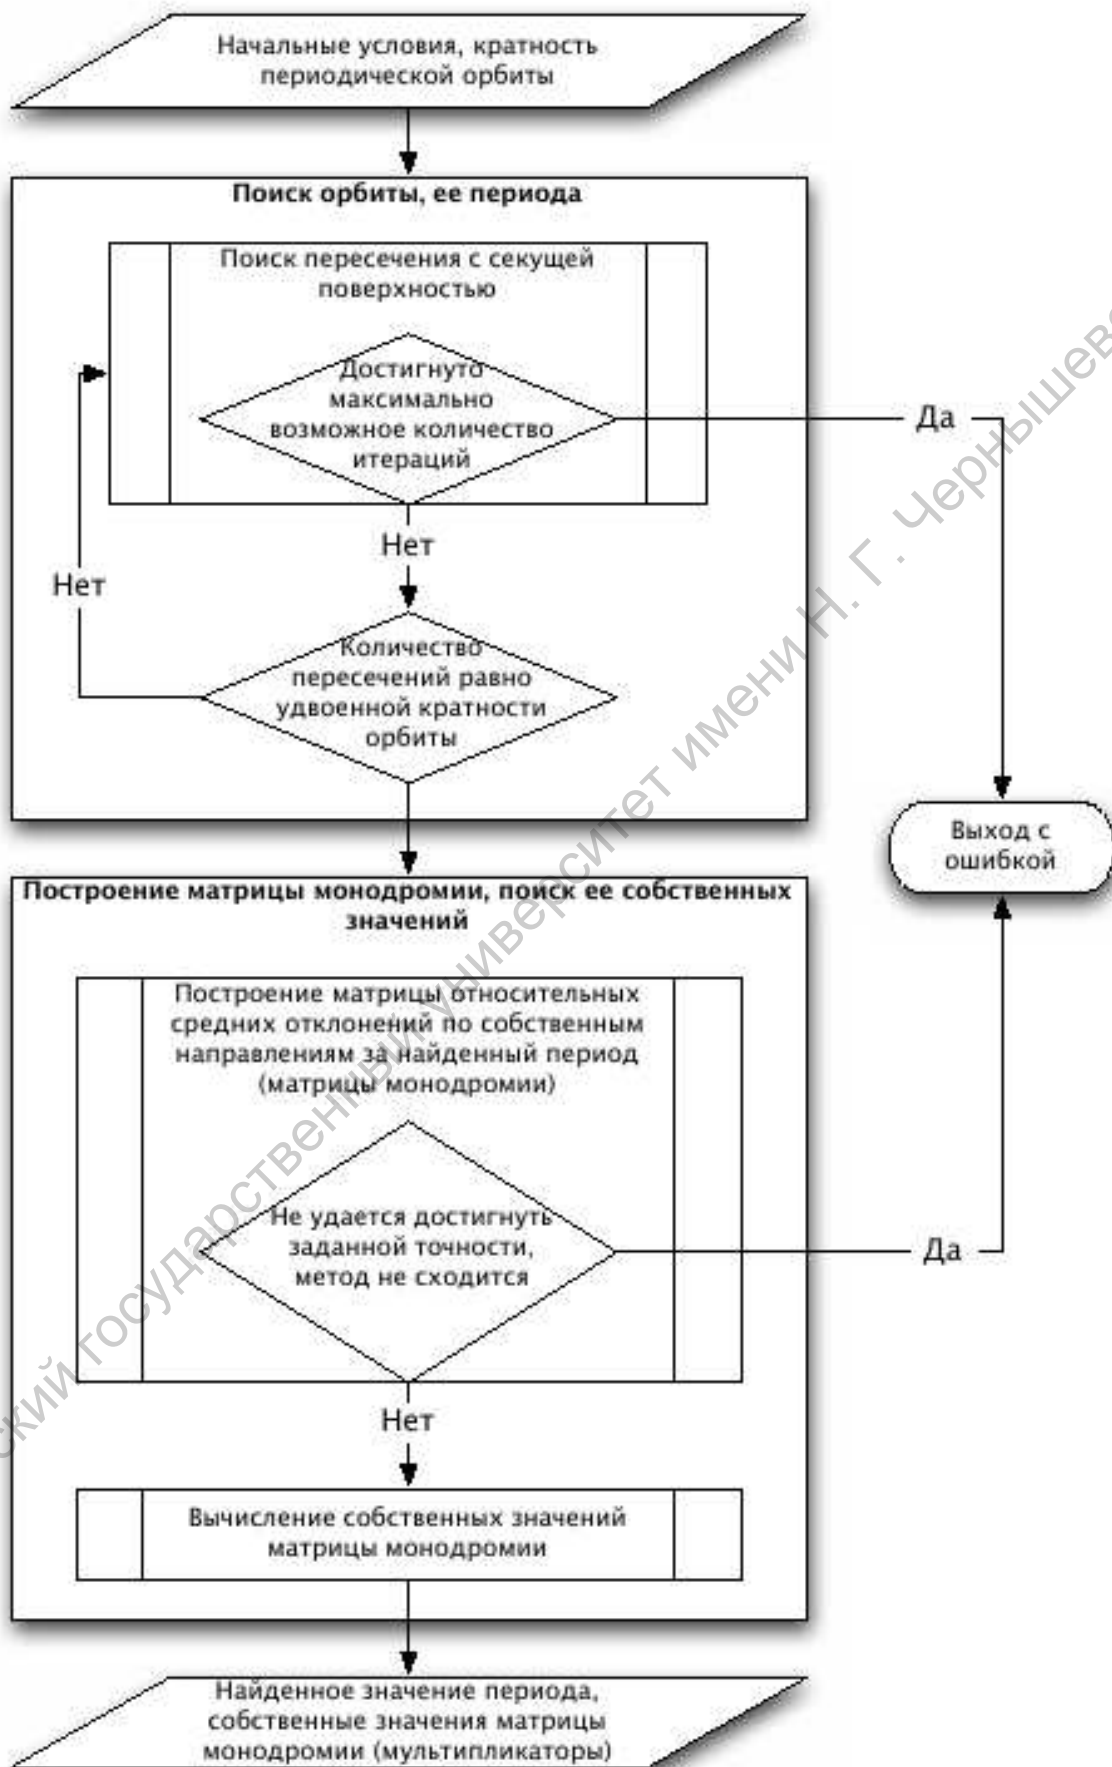 Начальные условия, кратность
периодической орбиты
Поиск орбиты, ее периода
Поиск пересечения с секущей
поверхностью
Достигнуто
максимально
возможное количество
итераций
Да
Нет
Нет
Количество
пересечений равно
удвоенной кратности
орбиты
Выход с
ошибкой
Построение матрицы монодромии, поиск ее собственных
значений
Построение матрицы относительных
средних отклонений по собственным
направлениям за найденный период
(матрицы монодромии)
Не удается достигнуть
заданной точности,
метод не сходится
Да
Нет
Вычисление собственных значений
матрицы монодромии
Найденное значение периода,
собственные значения матрицы
монодромии (мультипликаторы)
государственный университет имени Н. Г.